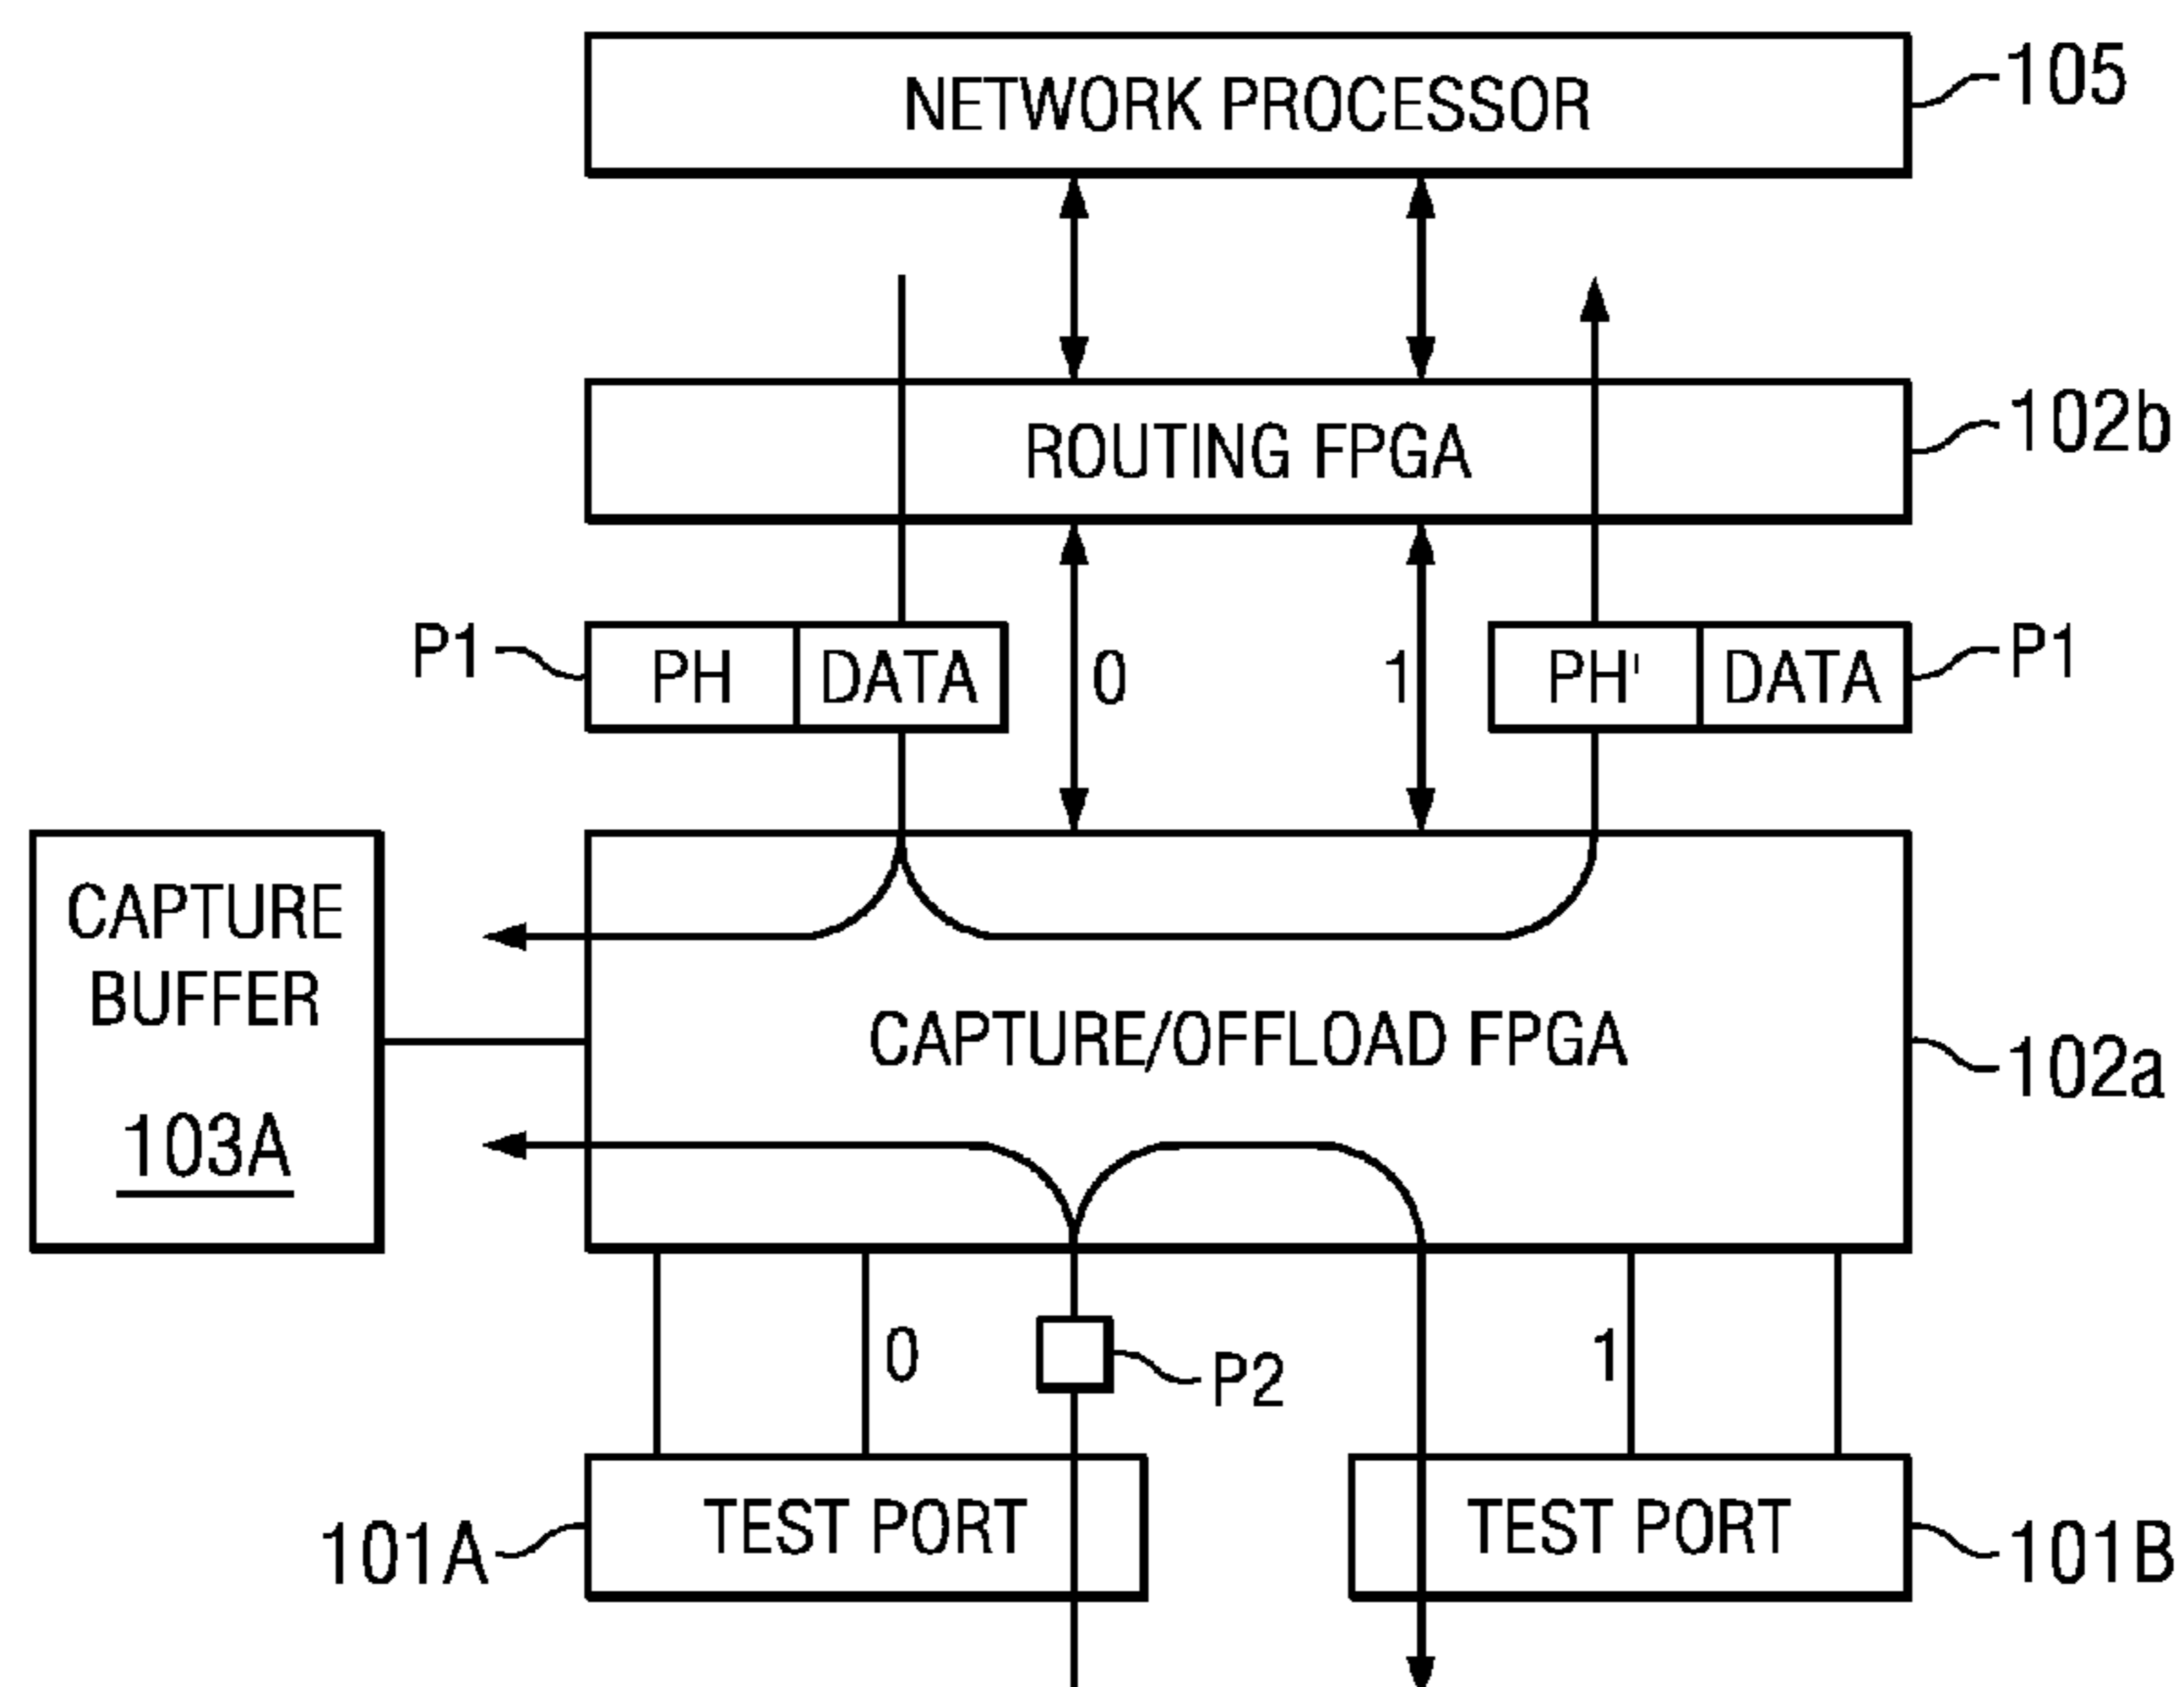 NETWORK PROCESSOR
105
ROUTING FPGA
102b
P1
PH
DATA
0
1
PH'
DATA
P1
CAPTURE
BUFFER
103A
CAPTURE/OFFLOAD FPGA
102a
0
P2
1
101A
TEST PORT
TEST PORT
101B